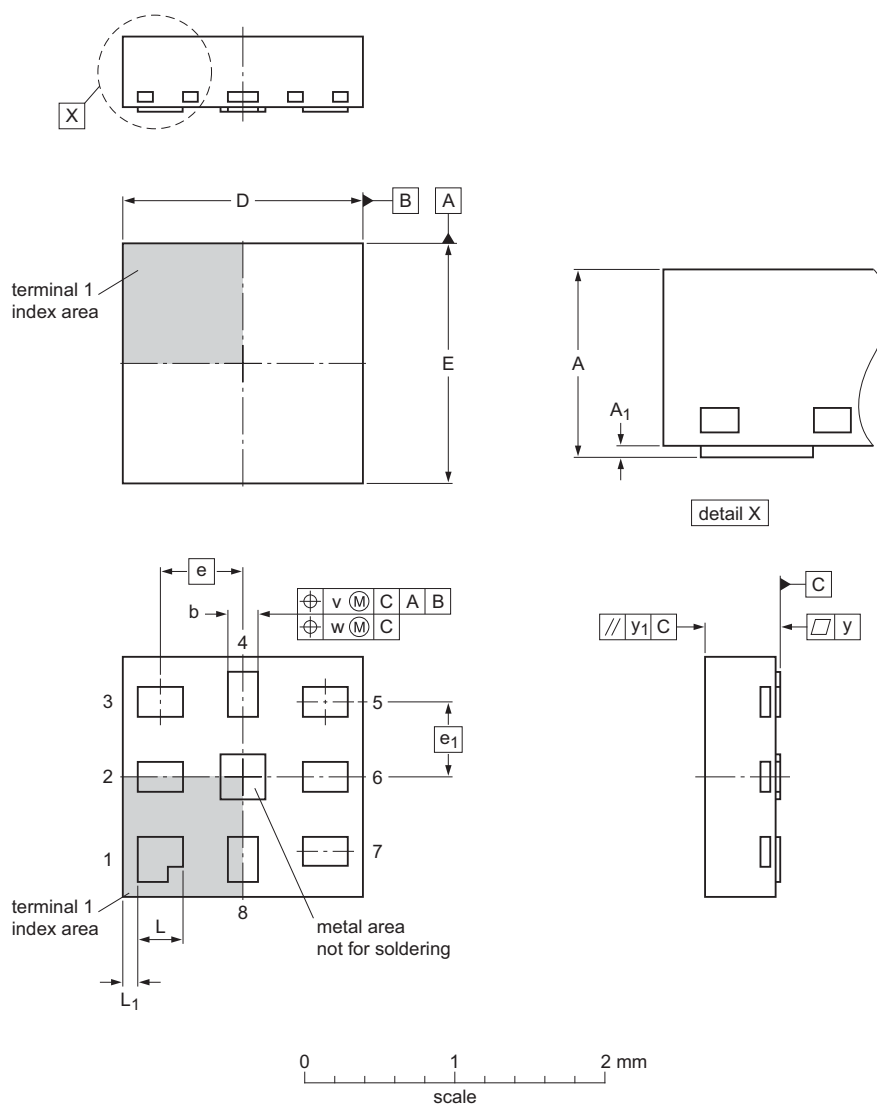 X
D
B
A
terminal 1
index area
E
A
A1
detail X
e
b
v M C A B
w M C
4
3
5
e1
2
6
1
7
8
terminal 1
index area
L
L1
metal area
not for soldering
C
// y1 C
y
0 1 2 mm
scale